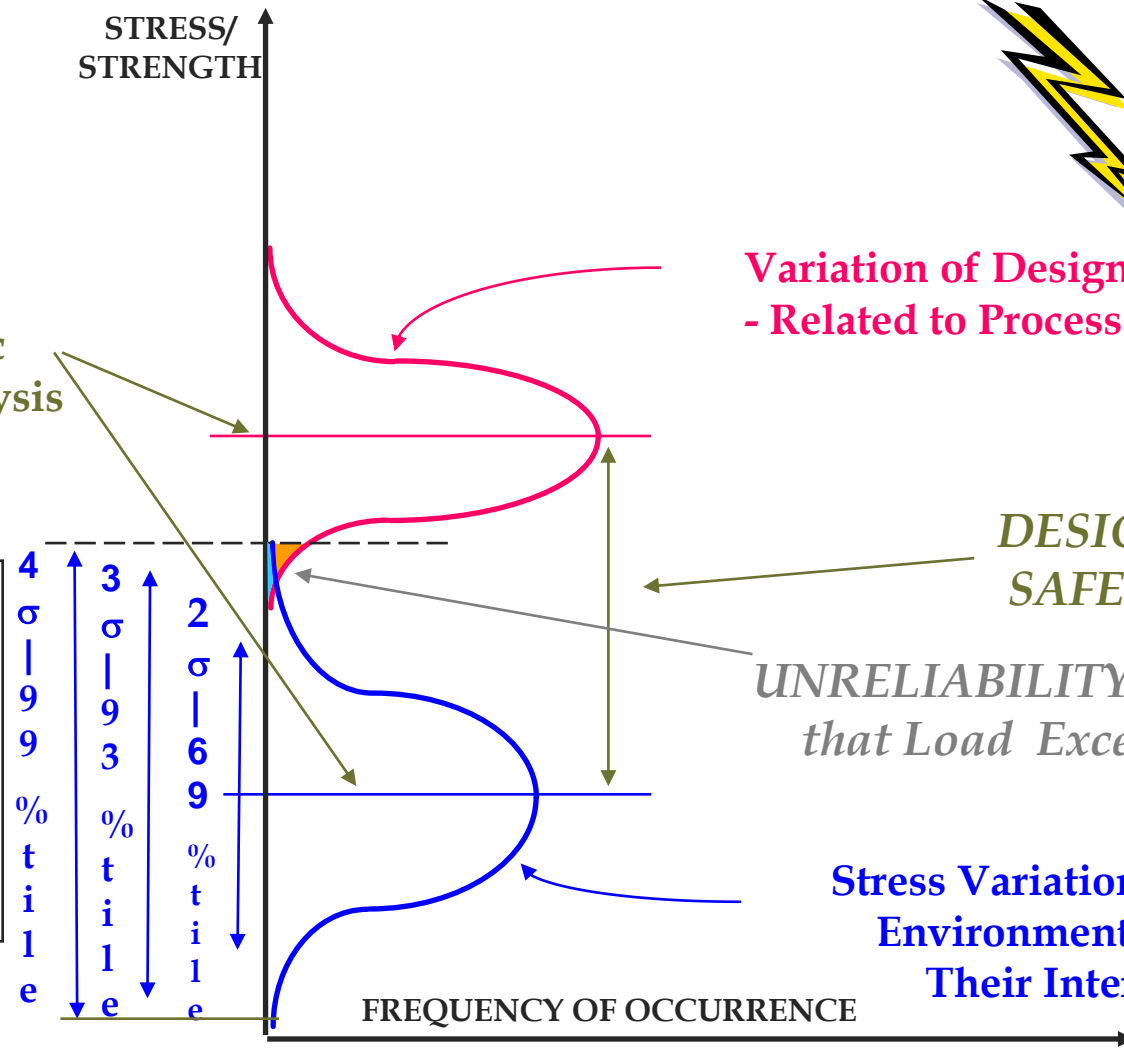 STRESS/
STRENGTH
Variation of Design
- Related to Process
c
ysis
DESIG
SAFE
UNRELIABILITY
that Load Exce
4 σ | 9 9 % t i l e
3 σ | 9 3 % t i l e
2 σ | 6 9 % t i l e
Stress Variation
Environment
Their Inter
FREQUENCY OF OCCURRENCE